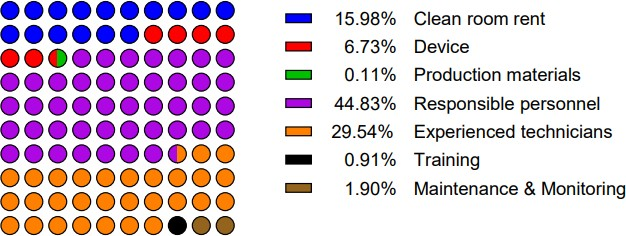 15.98% Clean room rent
6.73% Device
0.11% Production materials
44.83% Responsible personnel
29.54% Experienced technicians
0.91% Training
1.90% Maintenance & Monitoring